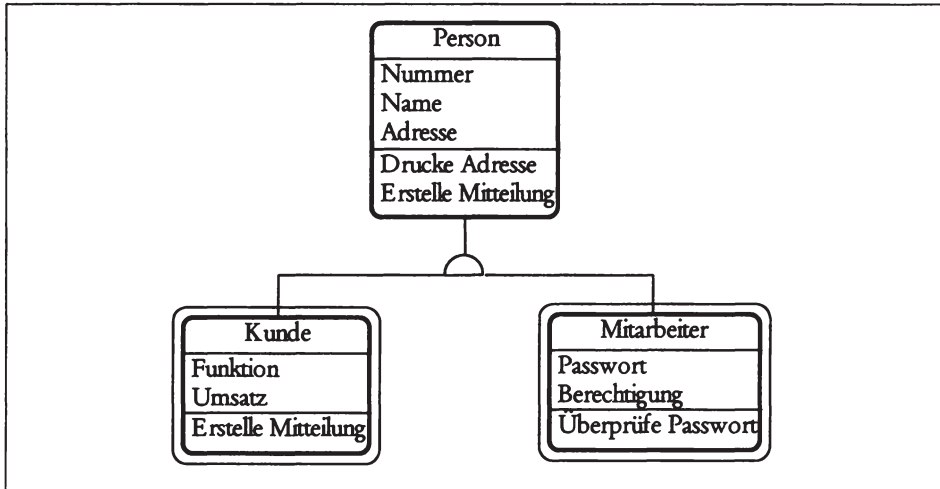 Person
Nummer
Name
Adresse
Drucke Adresse
Erstelle Mitteilung
Kunde
Funktion
Umsatz
Erstelle Mitteilung
Mitarbeiter
Passwort
Berechtigung
Überprüfe Passwort